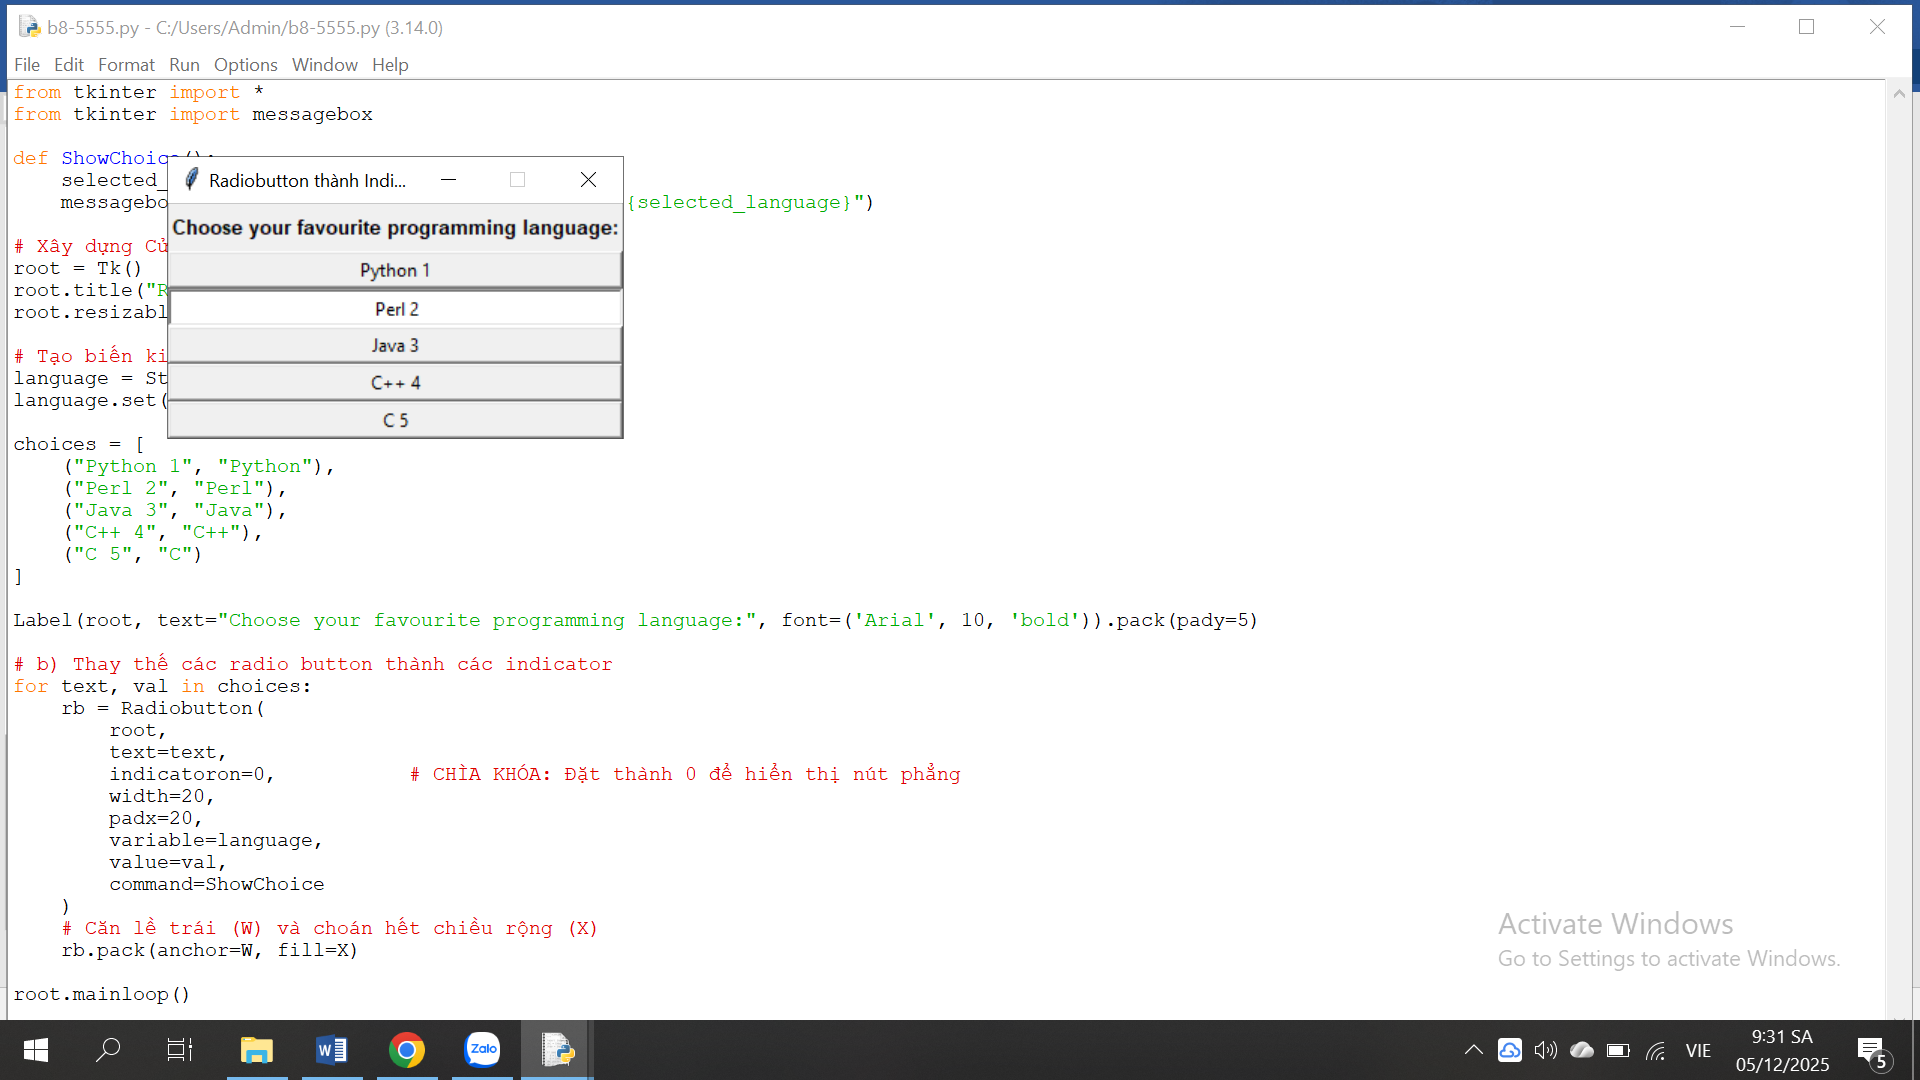 b8-5555.py - C:/Users/Admin/b8-5555.py (3.14.0)
File Edit Format Run Options Window Help
from tkinter import *
from tkinter import messagebox
def ShowChoice():
selected_
messagebo
{selected_language}")
# Xây dựng Củ
root = Tk()
root.title("R
root.resizabl
# Tạo biến ki
language = St
language.set(
Radiobutton thành Indi...
Choose your favourite programming language:
Python 1
Perl 2
Java 3
C++ 4
C 5
choices = [
("Python 1", "Python"),
("Perl 2", "Perl"),
("Java 3", "Java"),
("C++ 4", "C++"),
("C 5", "C")
]
Label(root, text="Choose your favourite programming language:", font=('Arial', 10, 'bold')).pack(pady=5)
# b) Thay thế các radio button thành các indicator
for text, val in choices:
rb = Radiobutton(
root,
text=text,
indicatoron=0, # CHÌA KHÓA: Đặt thành 0 để hiển thị nút phẳng
width=20,
padx=20,
variable=language,
value=val,
command=ShowChoice
)
# Căn lề trái (W) và choán hết chiều rộng (X)
rb.pack(anchor=W, fill=X)
root.mainloop()
Activate Windows
Go to Settings to activate Windows.
Zalo
VIE
9:31 SA
05/12/2025
5